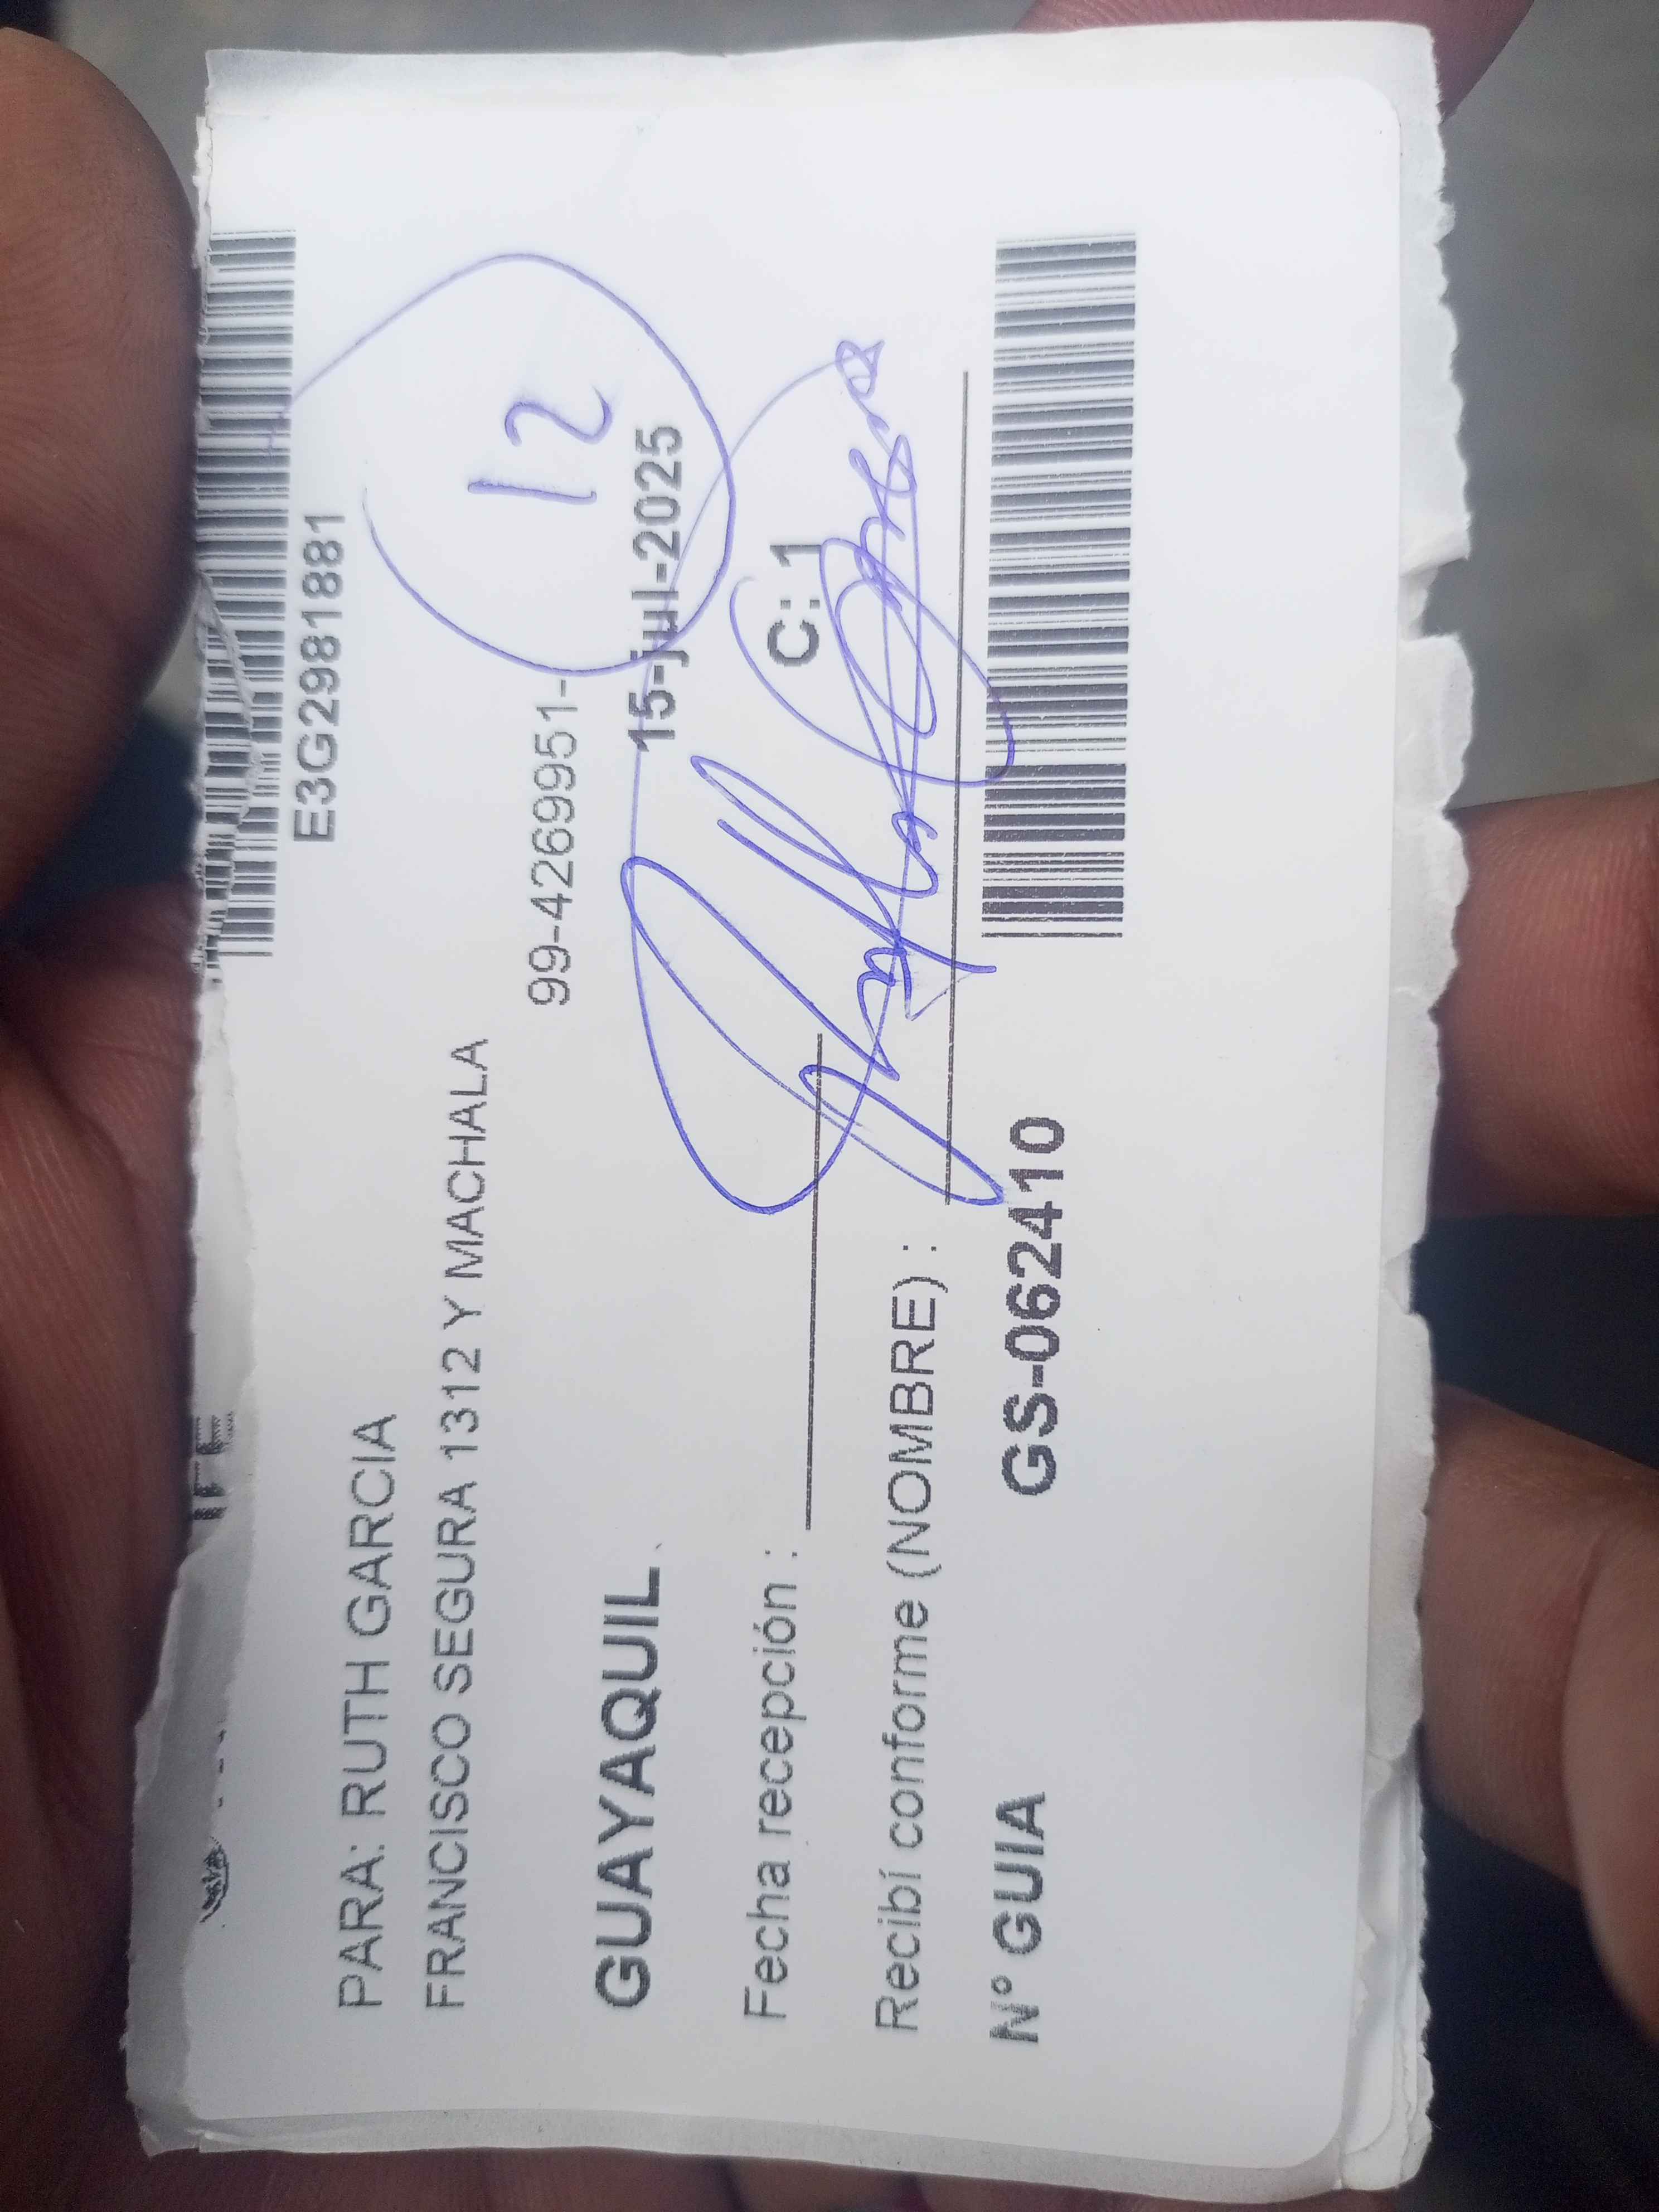 E3G2981881
PARA: RUTH GARCIA
FRANCISCO SEGURA 1312 Y MACHALA
12
99-4269951-
GUAYAQUIL
15-jul-2025
Fecha recepción :
C: 1
Recibí conforme (NOMBRE) :
Nº GUIA GS-062410